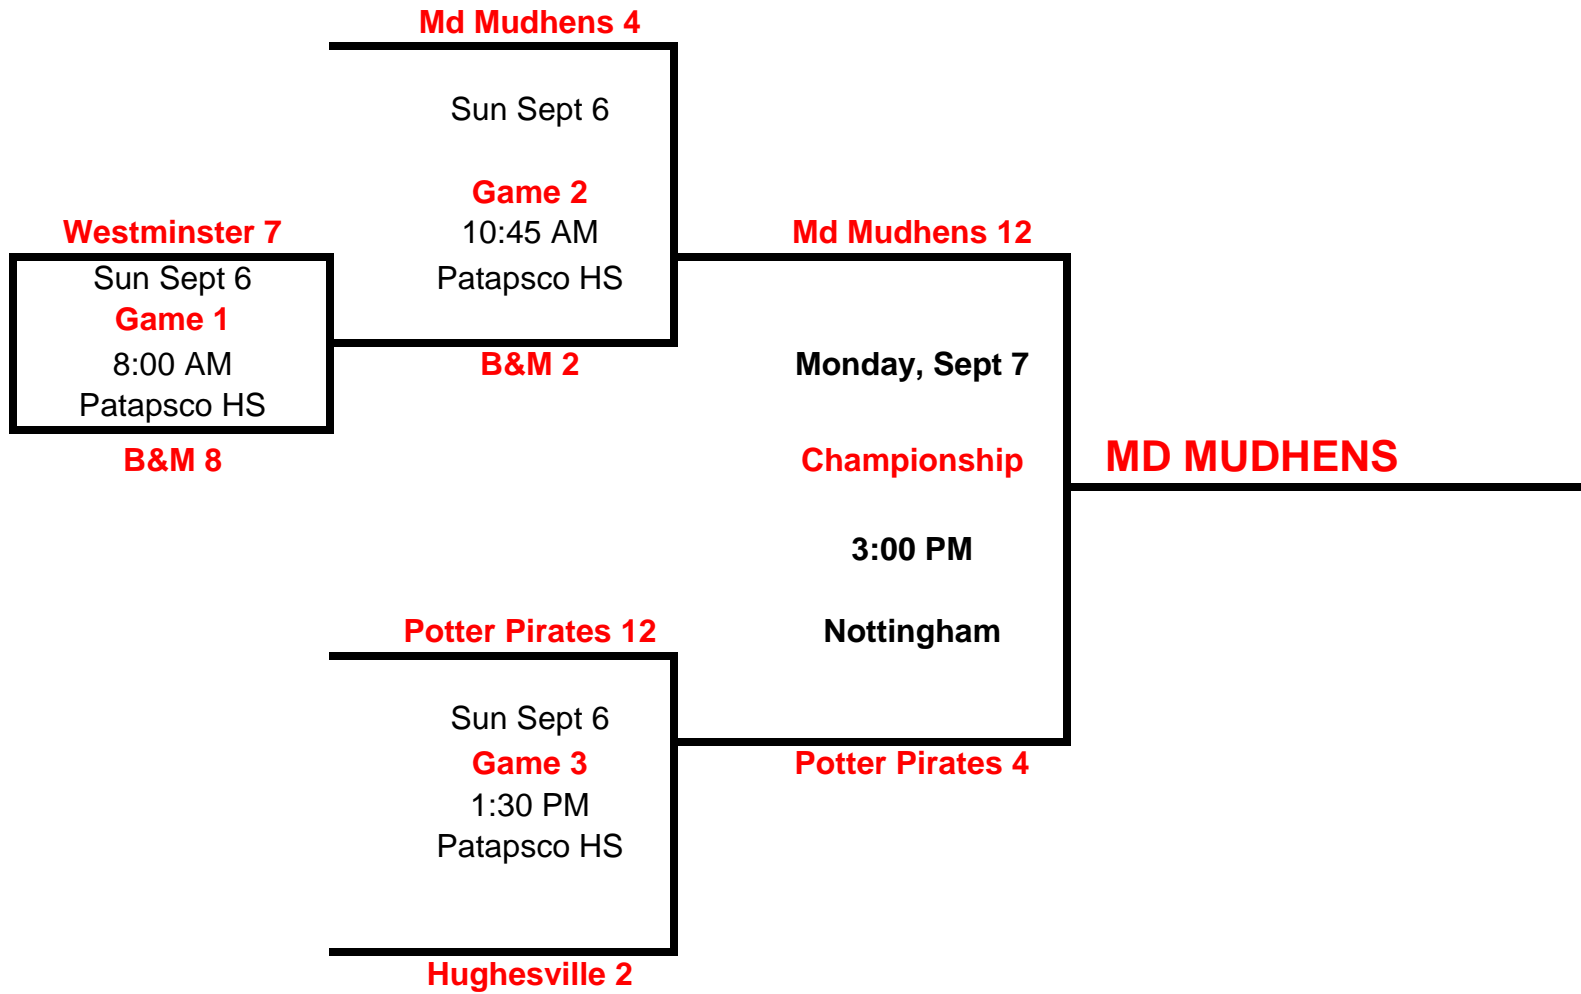 Md Mudhens 4
Sun Sept 6
Game 2
10:45 AM
Patapsco HS
Westminster 7
Sun Sept 6
Game 1
8:00 AM
Patapsco HS
B&M 8
B&M 2
Md Mudhens 12
Monday, Sept 7
Championship
3:00 PM
Nottingham
MD MUDHENS
Potter Pirates 12
Sun Sept 6
Game 3
1:30 PM
Patapsco HS
Potter Pirates 4
Hughesville 2